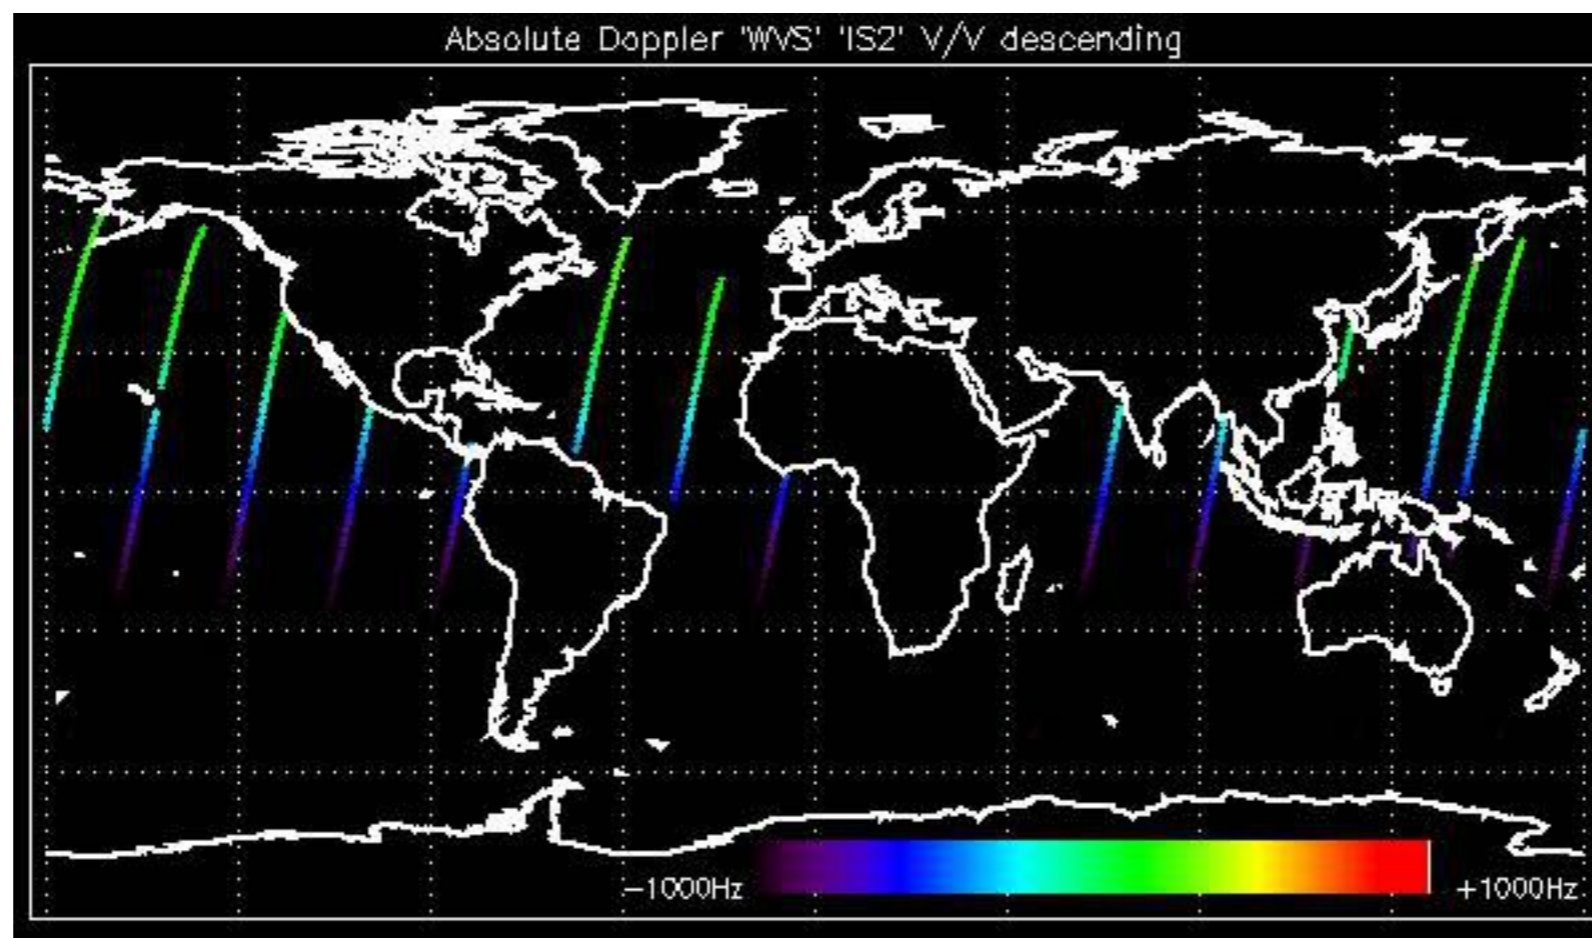 Absolute Doppler 'WVS' 'IS2' V/V descending
−1000Hz +1000Hz